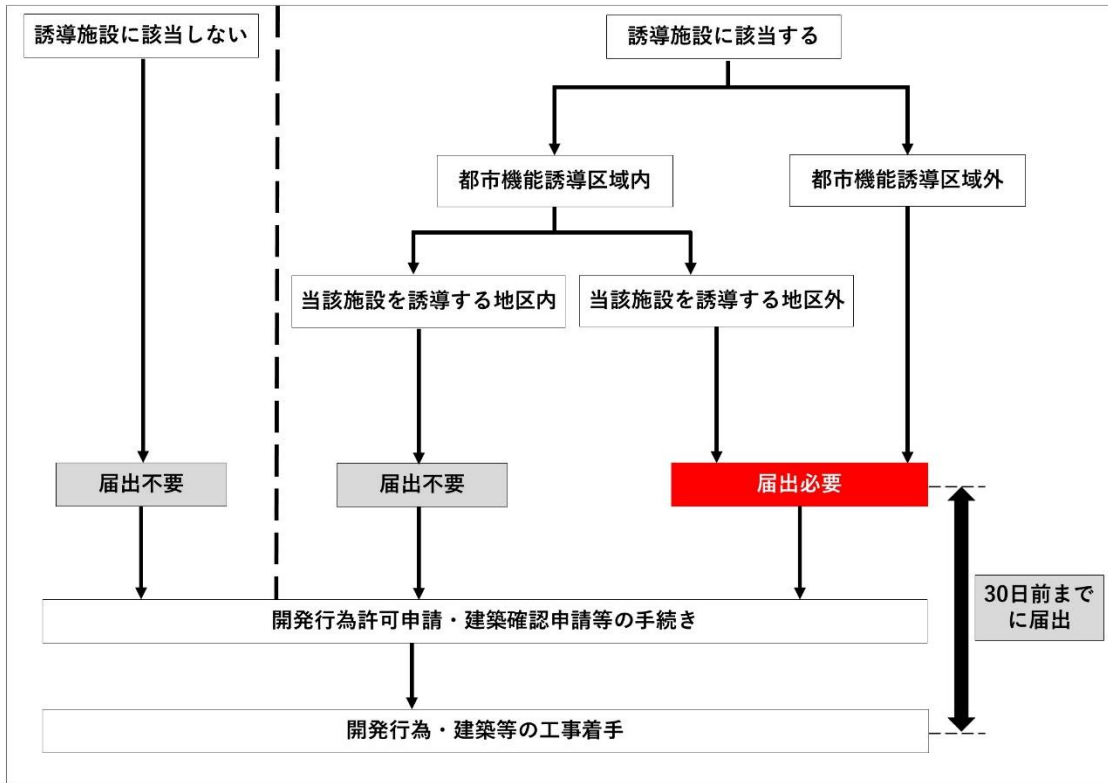 誘導施設に該当しない
誘導施設に該当する
都市機能誘導区域内
都市機能誘導区域外
当該施設を誘導する地区内
当該施設を誘導する地区外
届出不要
届出不要
届出必要
30日前まで
に届出
開発行為許可申請・建築確認申請等の手続き
開発行為・建築等の工事着手